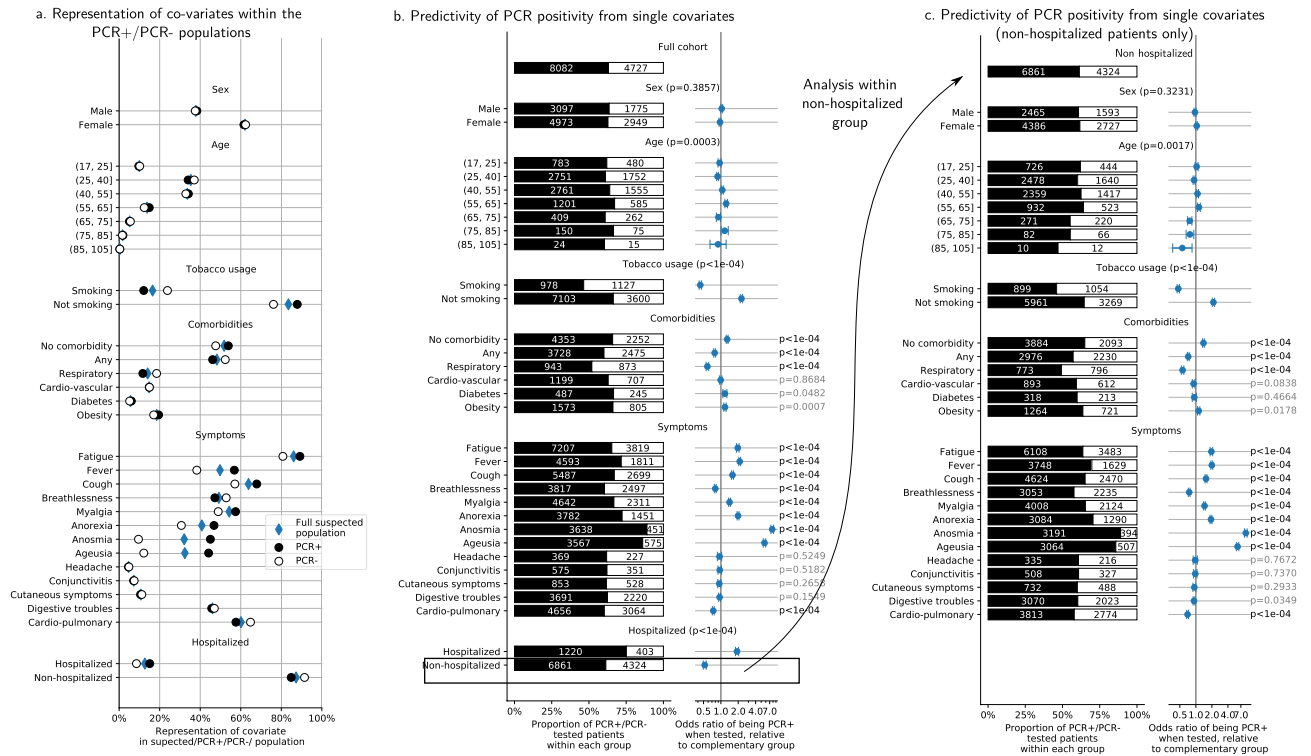 a. Representation of co-variates within the
PCR+/PCR- populations
Sex
Male
Female
Age
(17, 25]
(25, 40]
(40, 55]
(55, 65]
(65, 75]
(75, 85]
(85, 105]
Tobacco usage
Smoking
Not smoking
Comorbidities
No comorbidity
Any
Respiratory
Cardio-vascular
Diabetes
Obesity
Symptoms
Fatigue
Fever
Cough
Breathlessness
Myalgia
Anorexia
Anosmia
Ageusia
Headache
Conjunctivitis
Cutaneous symptoms
Digestive troubles
Cardio-pulmonary
Hospitalized
Hospitalized
Non-hospitalized
Full suspected
population
PCR+
PCR-
0% 20% 40% 60% 80% 100%
Representation of covariate
in supected/PCR+/PCR-/ population
b. Predictivity of PCR positivity from single covariates
Full cohort
8082 4727
Sex (p=0.3857)
Male 3097 1775
Female 4973 2949
Age (p=0.0003)
(17, 25] 783 480
(25, 40] 2751 1752
(40, 55] 2761 1555
(55, 65] 1201 585
(65, 75] 409 262
(75, 85] 150 75
(85, 105] 24 15
Tobacco usage (p<1e-04)
Smoking 978 1127
Not smoking 7103 3600
Comorbidities
No comorbidity 4353 2252 p<1e-04
Any 3728 2475 p<1e-04
Respiratory 943 873 p<1e-04
Cardio-vascular 1199 707 p=0.8684
Diabetes 487 245 p=0.0482
Obesity 1573 805 p=0.0007
Symptoms
Fatigue 7207 3819 p<1e-04
Fever 4593 1811 p<1e-04
Cough 5487 2699 p<1e-04
Breathlessness 3817 2497 p<1e-04
Myalgia 4642 2311 p<1e-04
Anorexia 3782 1451 p<1e-04
Anosmia 3638 451 p<1e-04
Ageusia 3567 575 p<1e-04
Headache 369 227 p=0.5249
Conjunctivitis 575 351 p=0.5182
Cutaneous symptoms 853 528 p=0.2658
Digestive troubles 3691 2220 p=0.1549
Cardio-pulmonary 4656 3064 p<1e-04
Hospitalized (p<1e-04)
Hospitalized 1220 403
Non-hospitalized 6861 4324
0% 20% 40% 60% 80% 100% 0.5 1.0 2.0 4.07.0
Proportion of PCR+/PCR-
tested patients
within each group
Odds ratio of being PCR+
when tested, relative
to complementary group
Analysis within
non-hospitalized
group
c. Predictivity of PCR positivity from single covariates
(non-hospitalized patients only)
Non hospitalized
6861 4324
Sex (p=0.3231)
Male 2465 1593
Female 4386 2727
Age (p=0.0017)
(17, 25] 726 444
(25, 40] 2478 1640
(40, 55] 2359 1417
(55, 65] 932 523
(65, 75] 271 220
(75, 85] 82 66
(85, 105] 10 12
Tobacco usage (p<1e-04)
Smoking 899 1054
Not smoking 5961 3269
Comorbidities
No comorbidity 3884 2093 p<1e-04
Any 2976 2230 p<1e-04
Respiratory 773 796 p<1e-04
Cardio-vascular 893 612 p=0.0838
Diabetes 318 213 p=0.4664
Obesity 1264 721 p=0.0178
Symptoms
Fatigue 6108 3483 p<1e-04
Fever 3748 1629 p<1e-04
Cough 4624 2470 p<1e-04
Breathlessness 3053 2235 p<1e-04
Myalgia 4008 2124 p<1e-04
Anorexia 3084 1290 p<1e-04
Anosmia 3191 394 p<1e-04
Ageusia 3064 507 p<1e-04
Headache 335 216 p=0.7672
Conjunctivitis 508 327 p=0.7370
Cutaneous symptoms 732 488 p=0.2933
Digestive troubles 3070 2023 p=0.0349
Cardio-pulmonary 3813 2774 p<1e-04
0% 20% 40% 60% 80% 100% 0.5 1.0 2.0 4.07.0
Proportion of PCR+/PCR-
tested patients
within each group
Odds ratio of being PCR+
when tested, relative
to complementary group